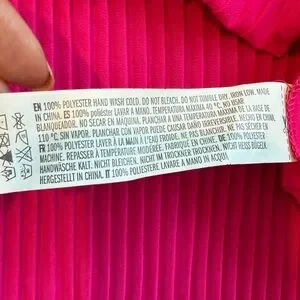 EN 100% POLYESTER HAND WASH COLD. DO NOT BLEACH. DO NOT TUMBLE DRY. IRON LOW. MADE
IN CHINA. ES 100% POLIÉSTER LAVAR A MANO. TEMPERATURA MÁXIMA 40 °C. NO USAR
BLANQUEADOR. NO SECAR EN MAQUINA. PLANCHAR A TEMPERATURA MÁXIMA DE LA BASE DE
110 °C, SIN VAPOR. PLANCHAR CON VAPOR PUEDE CAUSAR DAÑO IRREVERSIBLE. HECHO EN CHINA.
FR 100% POLYESTER LAVER À LA MAIN À L'EAU FROIDE. NE PAS BLANCHIR. NE PAS SÉCHER EN
MACHINE. REPASSER À TEMPÉRATURE MODÉRÉE. FABRIQUÉ EN CHINE. 100% POLYESTER
HANDWÄSCHE KALT. NICHT BLEICHEN. NICHT IM TROCKNER TROCKNEN. NICHT HEISS BÜGELN.
HERGESTELLT IN CHINA. IT 100% POLIESTERE LAVARE A MANO IN ACQUI